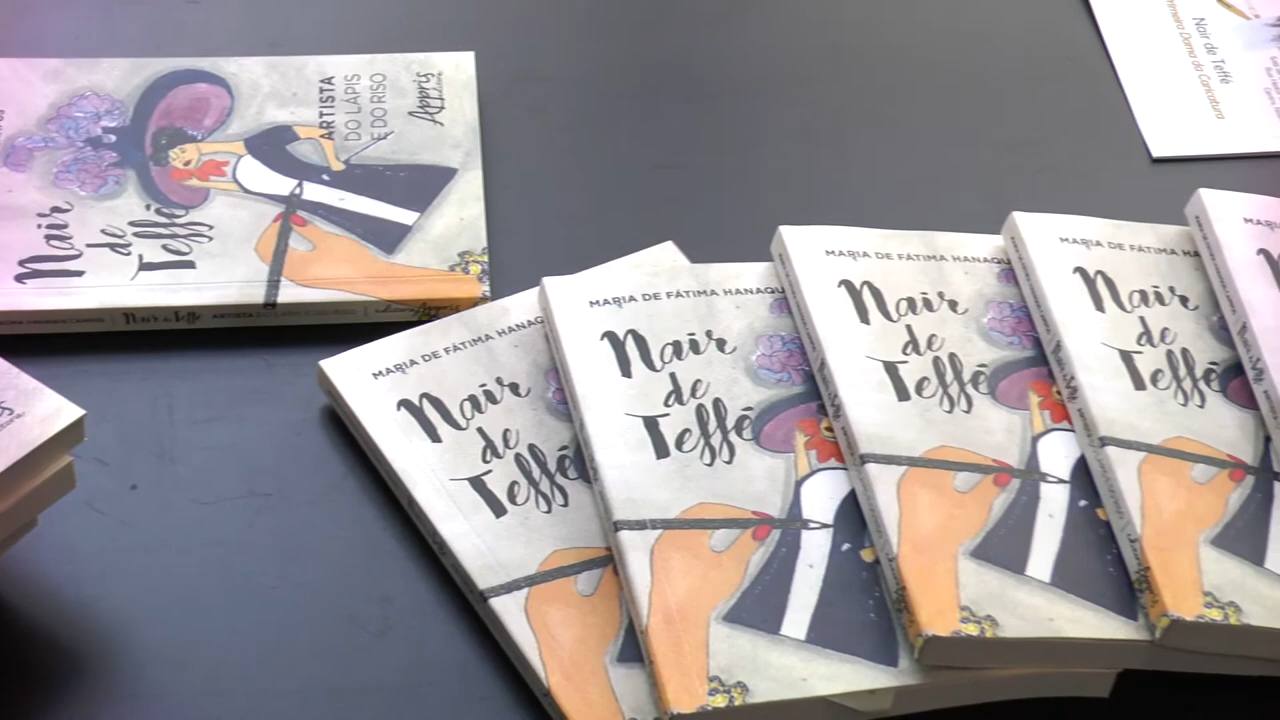 Nair
de
Teffé
ARTISTA
DO LÁPIS
E DO RISO
Appris
Nair de Teffé
ARTISTA DO LÁPIS E DO RISO
MARIA DE FÁTIMA HANAG
Nair
de
Teffé
MARIA DE FÁTIMA HANAQU
Nair
de
Teffé
MARIA DE FÁTIMA HANAQU
Nair
de
Teffé
MARIA DE FÁTIMA HA
Nair
de
Teffé
Nair de Teffé
Primeira Dama da Caricatura